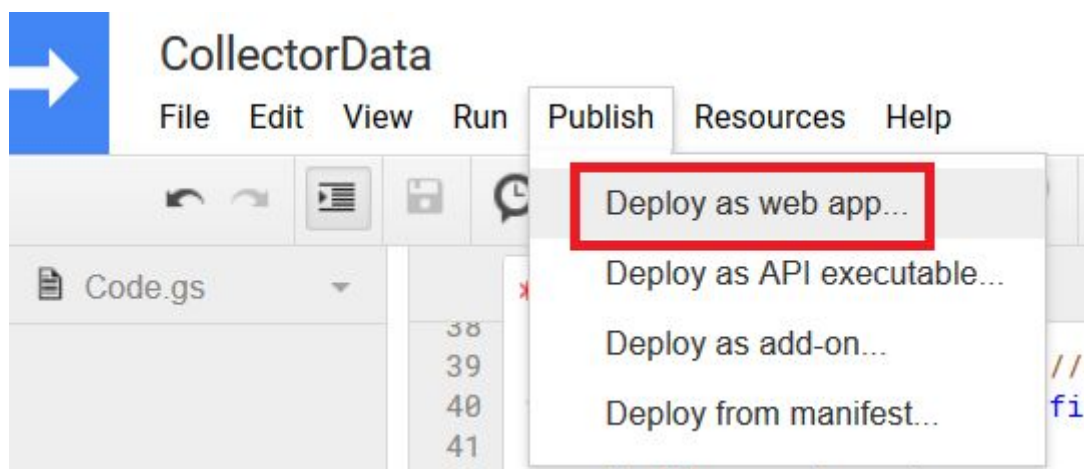 CollectorData
File Edit View Run Publish Resources Help
Deploy as web app...
Code.gs
Deploy as API executable...
38
39
Deploy as add-on...
//
40
fi
Deploy from manifest...
41